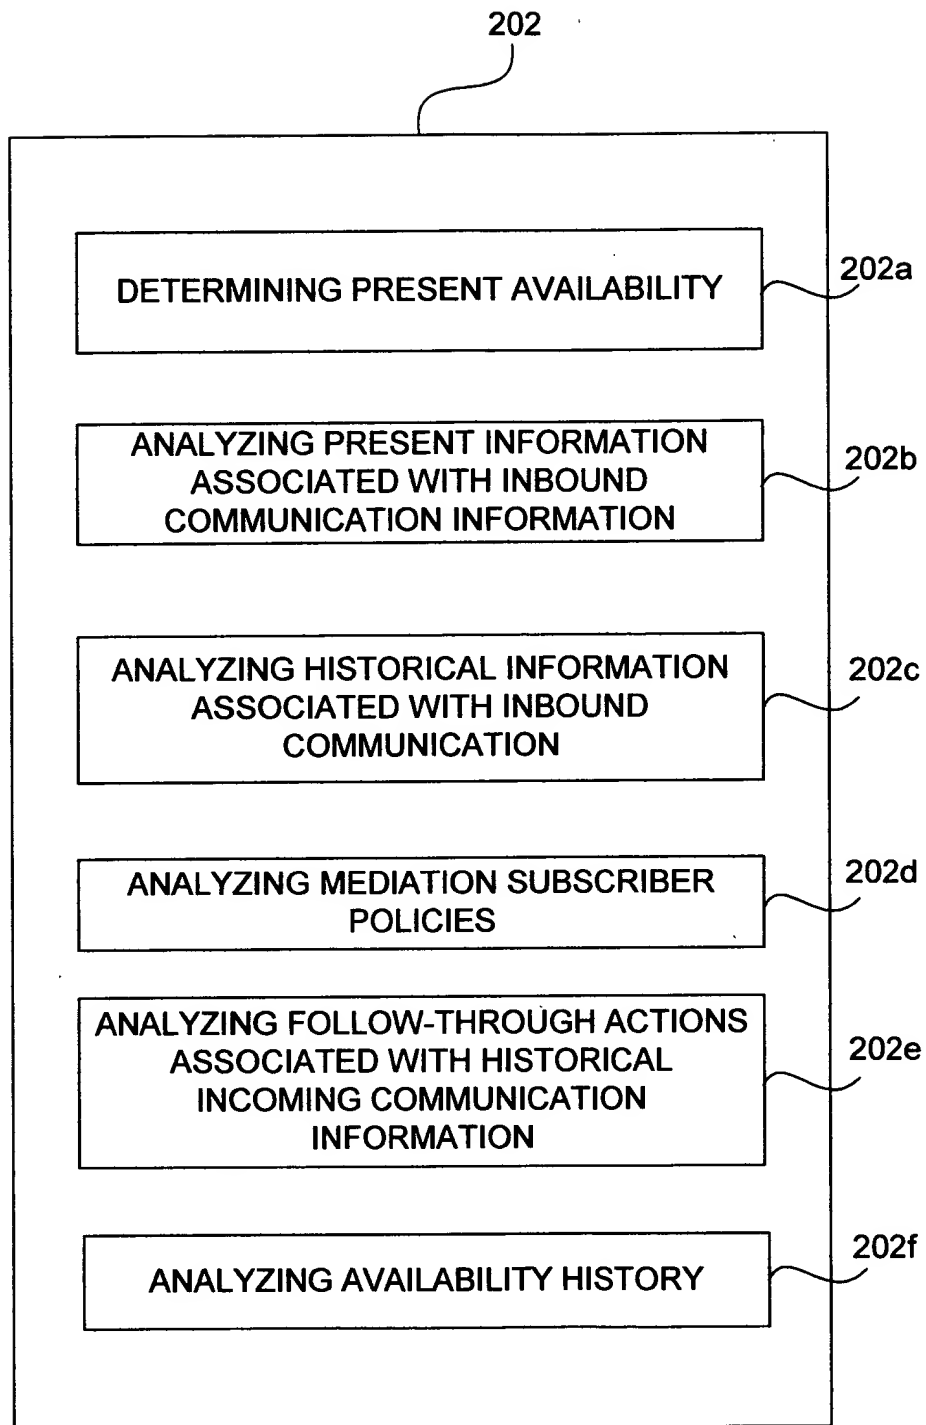 202
DETERMINING PRESENT AVAILABILITY
202a
ANALYZING PRESENT INFORMATION
ASSOCIATED WITH INBOUND
COMMUNICATION INFORMATION
202b
ANALYZING HISTORICAL INFORMATION
ASSOCIATED WITH INBOUND
COMMUNICATION
202c
ANALYZING MEDIATION SUBSCRIBER
POLICIES
202d
ANALYZING FOLLOW-THROUGH ACTIONS
ASSOCIATED WITH HISTORICAL
INCOMING COMMUNICATION
INFORMATION
202e
ANALYZING AVAILABILITY HISTORY
202f